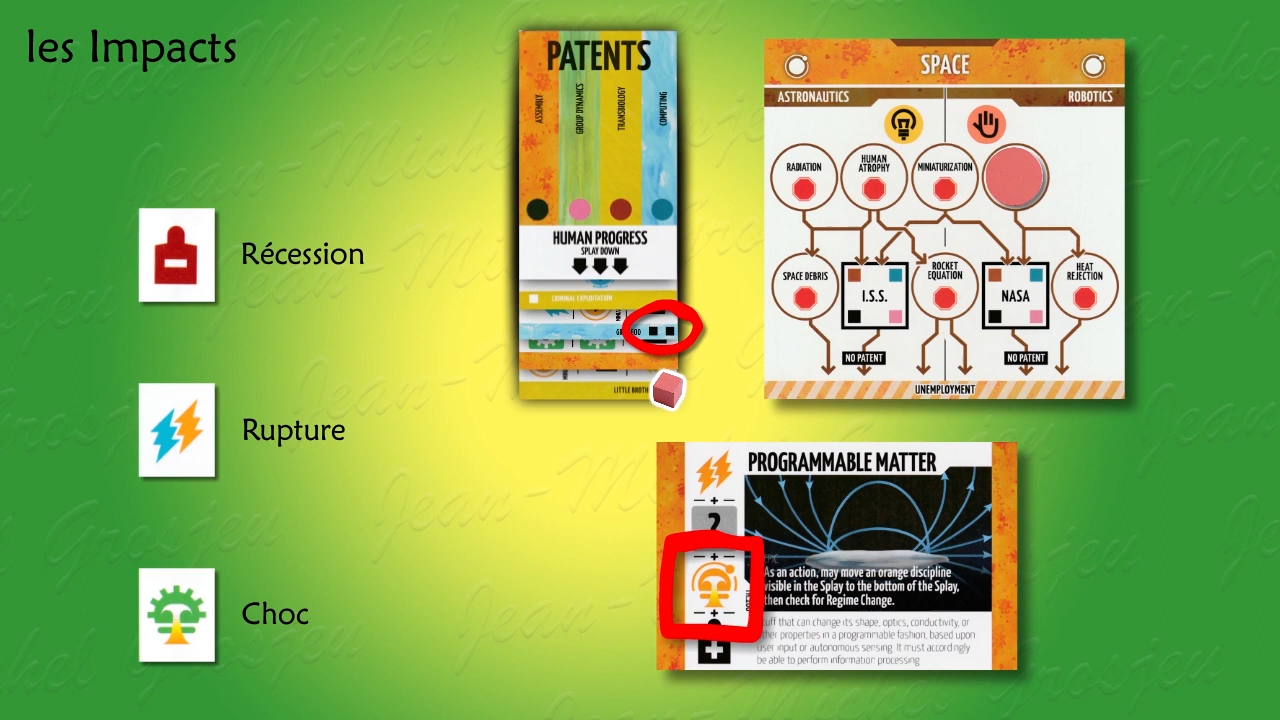 les Impacts
Récession
Rupture
Choc
PATENTS
ASSEMBLY
GROUP DYNAMICS
TRANSBIOLOGY
COMPUTING
HUMAN PROGRESS
SPLAY DOWN
CRIMINAL EXPLOITATION
LITTLE BROTH
SPACE
ASTRONAUTICS
ROBOTICS
RADIATION
HUMAN
ATROPHY
MINIATURIZATION
SPACE DEBRIS
I.S.S.
ROCKET
EQUATION
NASA
HEAT
REJECTION
NO PATENT
NO PATENT
UNEMPLOYMENT
PROGRAMMABLE MATTER
2
As an action, may move an orange discipline
visible in the Splay to the bottom of the Splay,
then check for Regime Change.
Stuff that can change its shape, optics, conductivity, or
other properties in a programmable fashion, based upon
user input or autonomous sensing. It must accordingly
be able to perform information processing